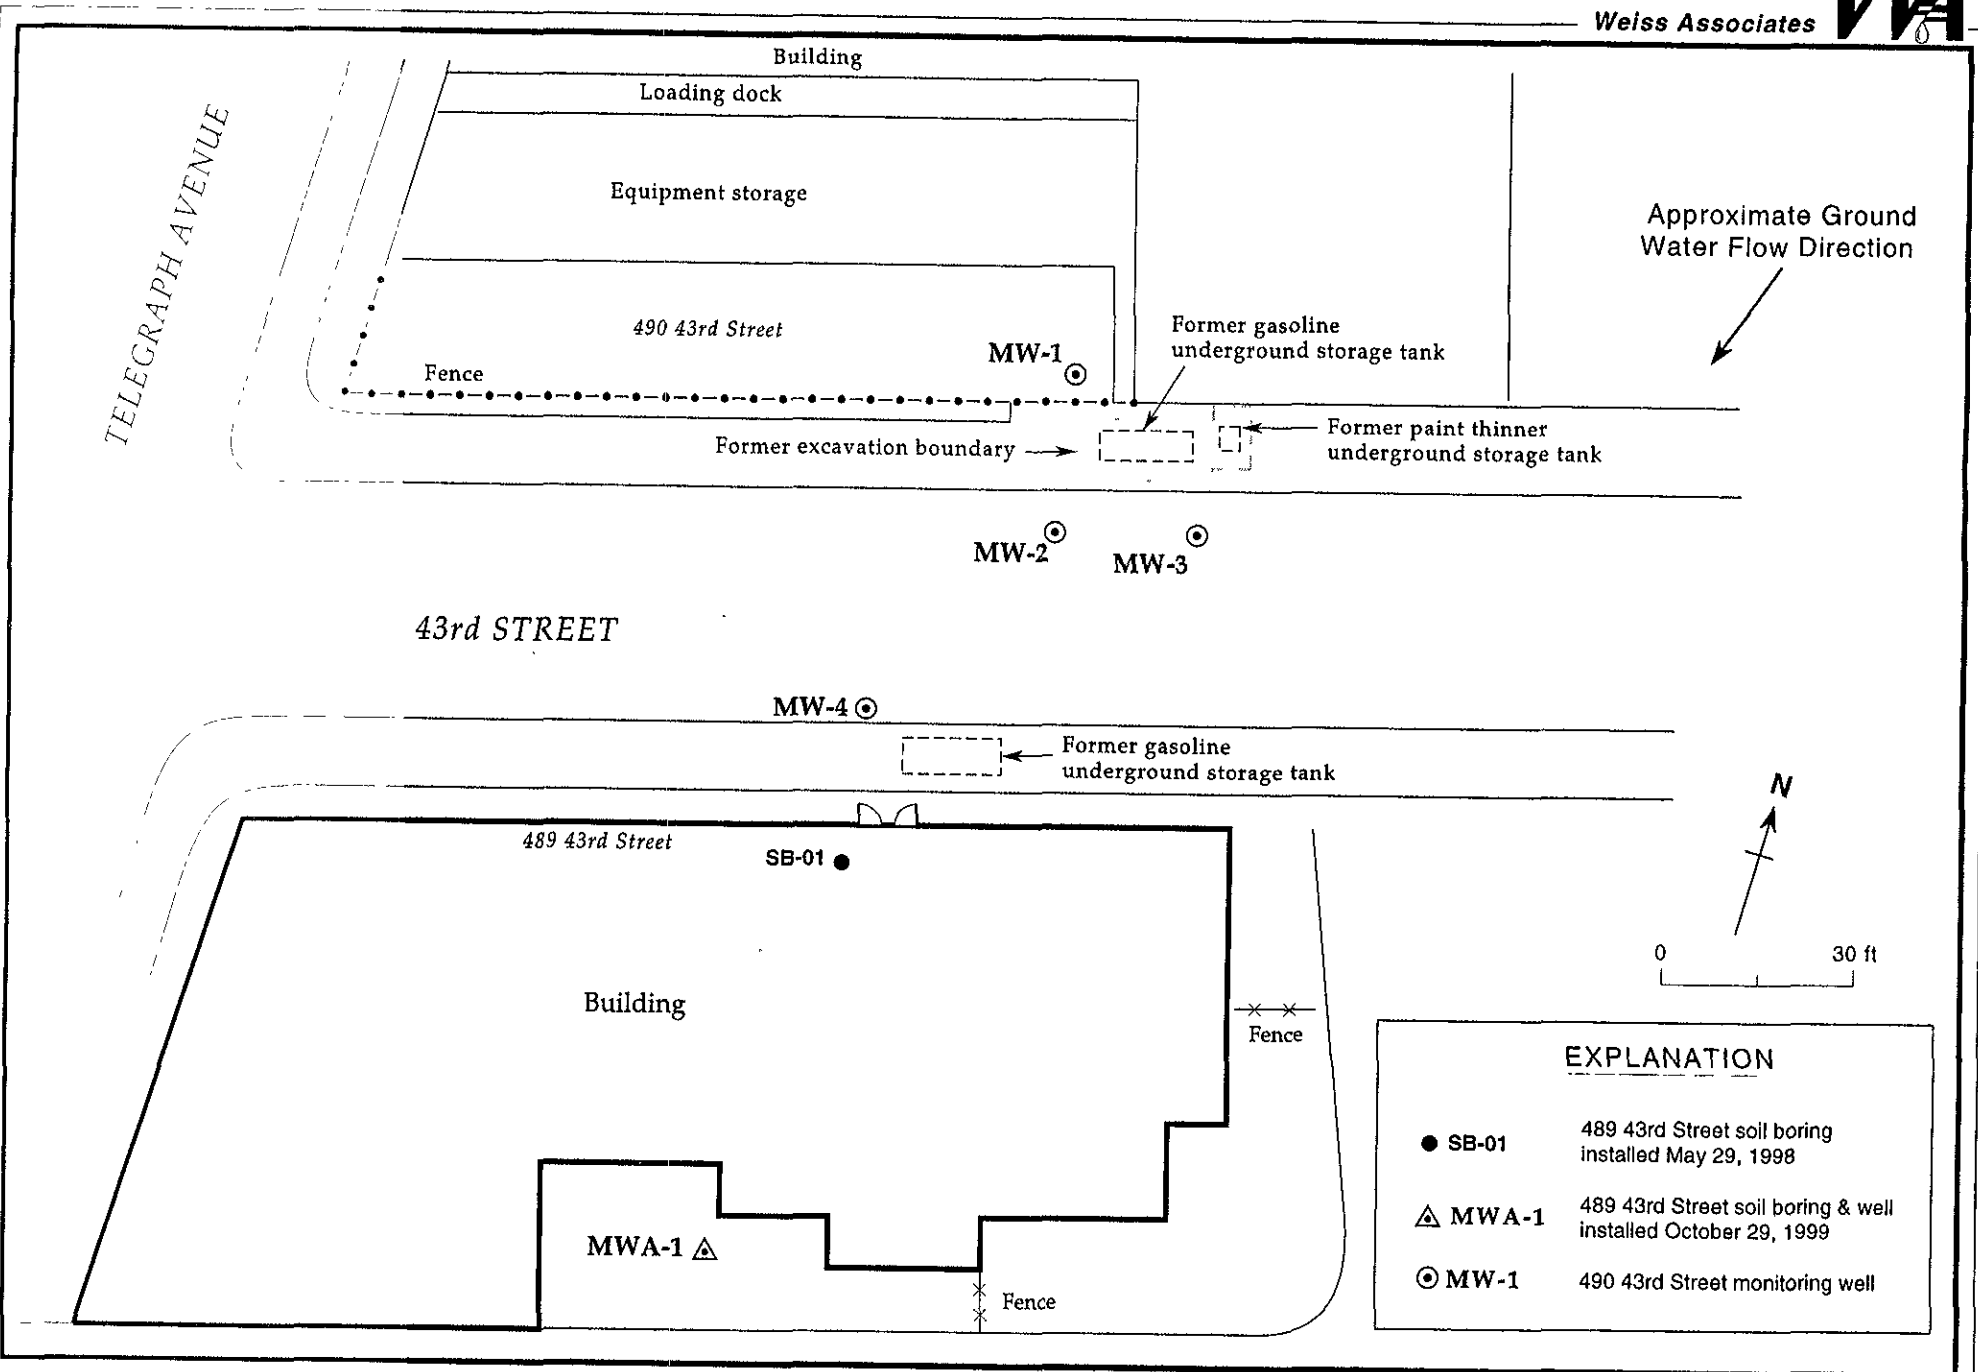 Weiss Associates
WA
Building
Loading dock
TELEGRAPH AVENUE
Equipment storage
Approximate Ground
Water Flow Direction
490 43rd Street
Former gasoline
underground storage tank
MW-1
Fence
Former excavation boundary
Former paint thinner
underground storage tank
MW-2
MW-3
43rd STREET
MW-4
Former gasoline
underground storage tank
N
489 43rd Street
SB-01
0
30 ft
Building
Fence
EXPLANATION
SB-01
489 43rd Street soil boring
installed May 29, 1998
MWA-1
489 43rd Street soil boring & well
installed October 29, 1999
MW-1
490 43rd Street monitoring well
MWA-1
Fence